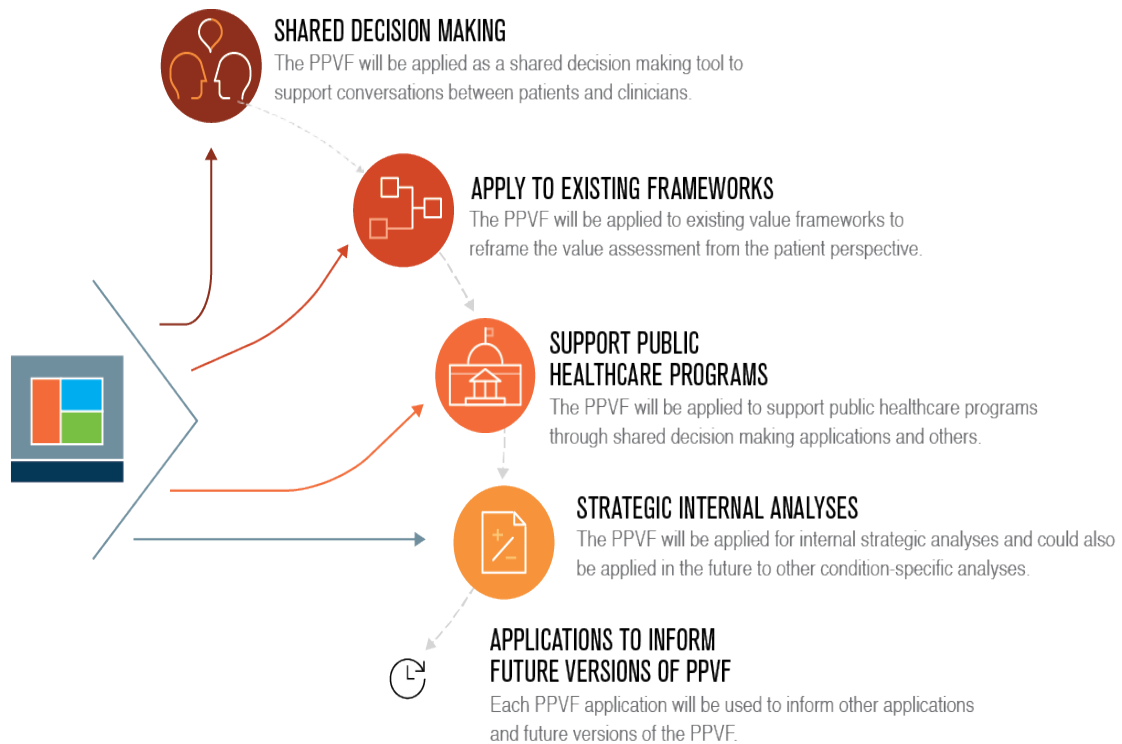 SHARED DECISION MAKING
The PPVF will be applied as a shared decision making tool to
support conversations between patients and clinicians.
APPLY TO EXISTING FRAMEWORKS
The PPVF will be applied to existing value frameworks to
reframe the value assessment from the patient perspective.
SUPPORT PUBLIC
HEALTHCARE PROGRAMS
The PPVF will be applied to support public healthcare programs
through shared decision making applications and others.
STRATEGIC INTERNAL ANALYSES
The PPVF will be applied for internal strategic analyses and could also
be applied in the future to other condition-specific analyses.
APPLICATIONS TO INFORM
FUTURE VERSIONS OF PPVF
Each PPVF application will be used to inform other applications
and future versions of the PPVF.